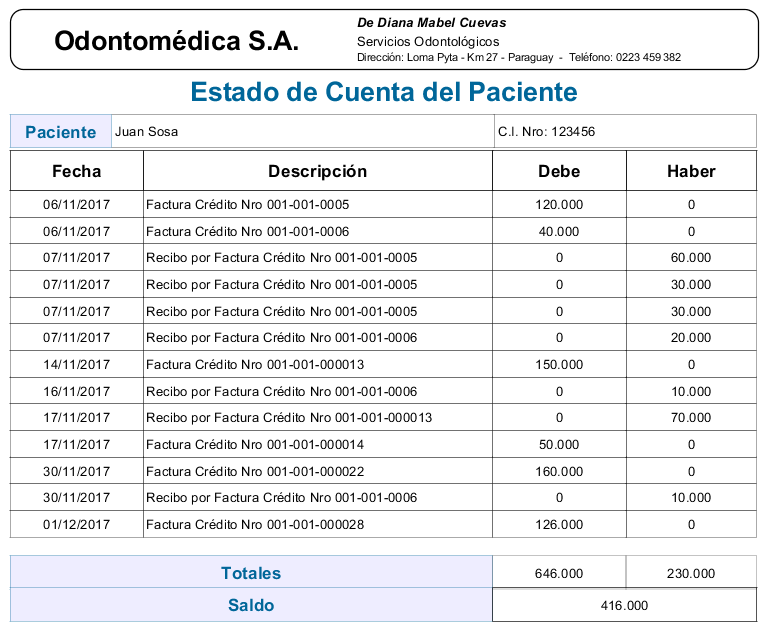 Odontomédica S.A.
De Diana Mabel Cuevas
Servicios Odontológicos
Dirección: Loma Pyta - Km 27 - Paraguay - Teléfono: 0223 459 382
Estado de Cuenta del Paciente
Paciente Juan Sosa C.I. Nro: 123456
Fecha Descripción Debe Haber
06/11/2017 Factura Crédito Nro 001-001-0005 120.000 0
06/11/2017 Factura Crédito Nro 001-001-0006 40.000 0
07/11/2017 Recibo por Factura Crédito Nro 001-001-0005 0 60.000
07/11/2017 Recibo por Factura Crédito Nro 001-001-0005 0 30.000
07/11/2017 Recibo por Factura Crédito Nro 001-001-0005 0 30.000
07/11/2017 Recibo por Factura Crédito Nro 001-001-0006 0 20.000
14/11/2017 Factura Crédito Nro 001-001-000013 150.000 0
16/11/2017 Recibo por Factura Crédito Nro 001-001-0006 0 10.000
17/11/2017 Recibo por Factura Crédito Nro 001-001-000013 0 70.000
17/11/2017 Factura Crédito Nro 001-001-000014 50.000 0
30/11/2017 Factura Crédito Nro 001-001-000022 160.000 0
30/11/2017 Recibo por Factura Crédito Nro 001-001-0006 0 10.000
01/12/2017 Factura Crédito Nro 001-001-000028 126.000 0
Totales 646.000 230.000
Saldo 416.000